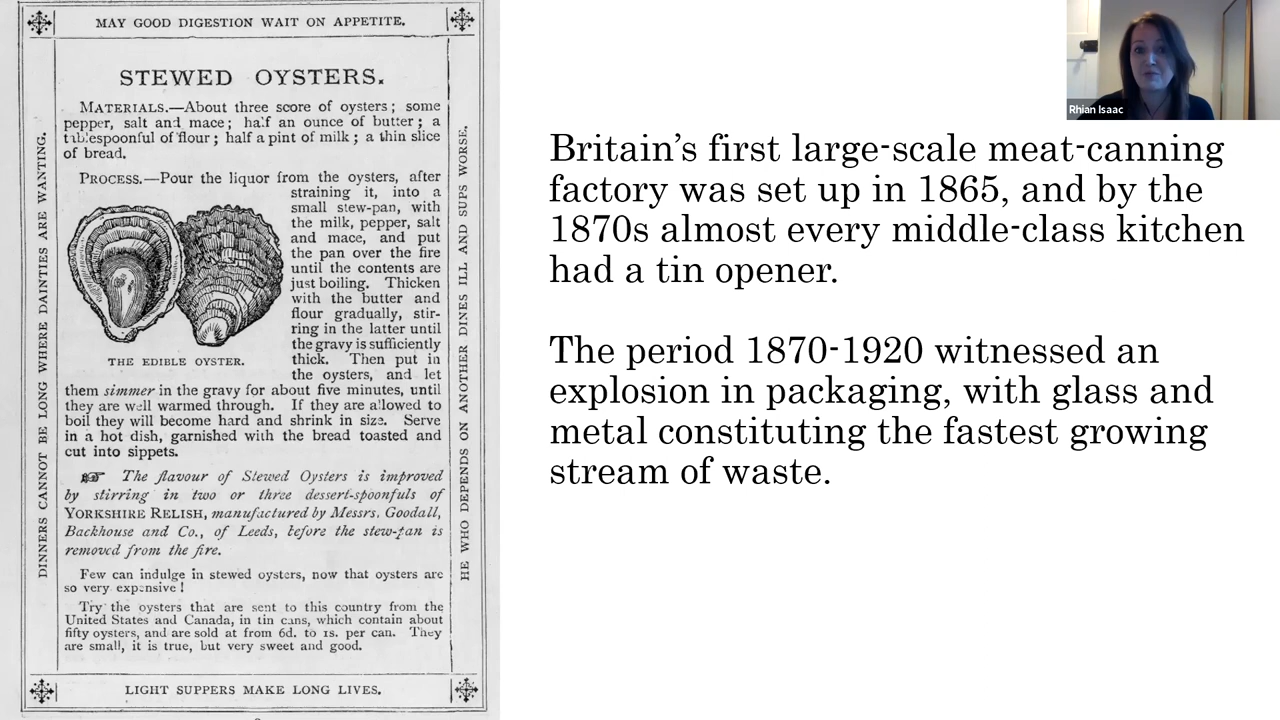 MAY GOOD DIGESTION WAIT ON APPETITE.
DINNERS CANNOT BE LONG WHERE DAINTIES ARE WANTING.
STEWED OYSTERS.
MATERIALS.—About three score of oysters; some
pepper, salt and mace; half an ounce of butter; a
tablespoonful of flour; half a pint of milk; a thin slice
of bread.
PROCESS.—Pour the liquor from the oysters, after
straining it, into a
small stew-pan, with
the milk, pepper, salt
and mace, and put
the pan over the fire
until the contents are
just boiling. Thicken
with the butter and
flour gradually, stir-
ring in the latter until
the gravy is sufficiently
thick. Then put in
the oysters, and let
THE EDIBLE OYSTER.
them simmer in the gravy for about five minutes, until
they are well warmed through. If they are allowed to
boil they will become hard and shrink in size. Serve
in a hot dish, garnished with the bread toasted and
cut into sippets.
☞ The flavour of Stewed Oysters is improved
by stirring in two or three dessert-spoonfuls of
YORKSHIRE RELISH, manufactured by Messrs. Goodall,
Backhouse and Co., of Leeds, before the stew-pan is
removed from the fire.
Few can indulge in stewed oysters, now that oysters are
so very expensive!
Try the oysters that are sent to this country from the
United States and Canada, in tin cans, which contain about
fifty oysters, and are sold at from 6d. to 1s. per can. They
are small, it is true, but very sweet and good.
HE WHO DEPENDS ON ANOTHER DINES ILL AND SUPS WORSE.
LIGHT SUPPERS MAKE LONG LIVES.
Rhian Isaac
Britain's first large-scale meat-canning
factory was set up in 1865, and by the
1870s almost every middle-class kitchen
had a tin opener.
The period 1870-1920 witnessed an
explosion in packaging, with glass and
metal constituting the fastest growing
stream of waste.